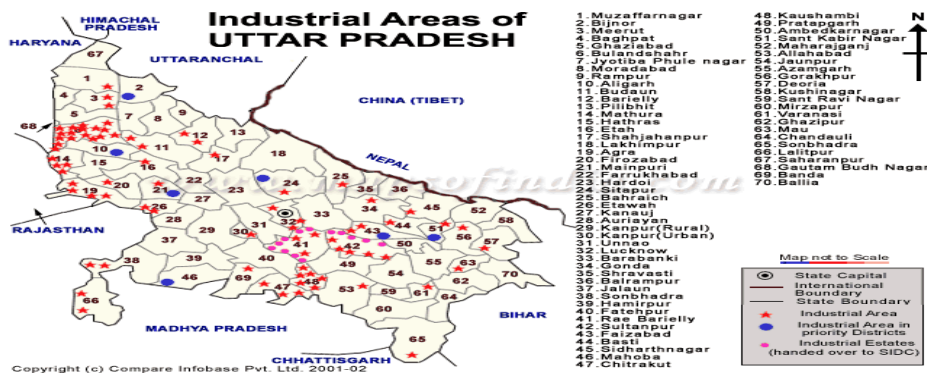 Industrial Areas of
UTTAR PRADESH
HIMACHAL
PRADESH
HARYANA
UTTARANCHAL
CHINA (TIBET)
NEPAL
RAJASTHAN
MADHYA PRADESH
BIHAR
CHHATTISGARH
N
1.Muzaffarnagar
2.Bijnor
3.Meerut
4.Baghpat
5.Ghaziabad
6.Bulandshahr
7.Jyotiba Phule nagar
8.Moradabad
9.Rampur
10.Aligarh
11.Budaun
12.Barielly
13.Pilibhit
14.Mathura
15.Hathras
16.Etah
17.Shahjahanpur
18.Lakhimpur
19.Agra
20.Firozabad
21.Mainpuri
22.Farrukhabad
23.Hardoi
24.Sitapur
25.Bahraich
26.Etawah
27.Kanauj
28.Auriayan
29.Kanpur(Rural)
30.Kanpur(Urban)
31.Unnao
32.Lucknow
33.Barabanki
34.Gonda
35.Shravasti
36.Balrampur
37.Jalaun
38.Sonbhadra
39.Hamirpur
40.Fatehpur
41.Rae Barielly
42.Sultanpur
43.Faizabad
44.Basti
45.Sidharthnagar
46.Mahoba
47.Chitrakut
48.Kaushambi
49.Pratapgarh
50.Ambedkarnagar
51.Sant Kabir Nagar
52.Maharajganj
53.Allahabad
54.Jaunpur
55.Azamgarh
56.Gorakhpur
57.Deoria
58.Kushinagar
59.Sant Ravi Nagar
60.Mirzapur
61.Varanasi
62.Ghazipur
63.Mau
64.Chandauli
65.Sonbhadra
66.Lalitpur
67.Saharanpur
68.Gautam Budh Nagar
69.Banda
70.Ballia
Map not to Scale
State Capital
International
Boundary
State Boundary
Industrial Area
Industrial Area in
priority Districts
Industrial Estates
(handed over to SIDC)
Copyright (c) Compare Infobase Pvt. Ltd. 2001-02